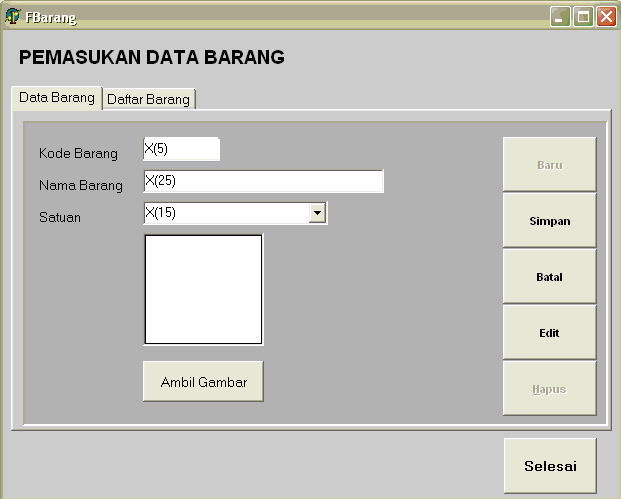 FBarang
PEMASUKAN DATA BARANG
Data Barang
Daftar Barang
Kode Barang
X(5)
Nama Barang
X(25)
Satuan
X(15)
Ambil Gambar
Baru
Simpan
Batal
Edit
Hapus
Selesai